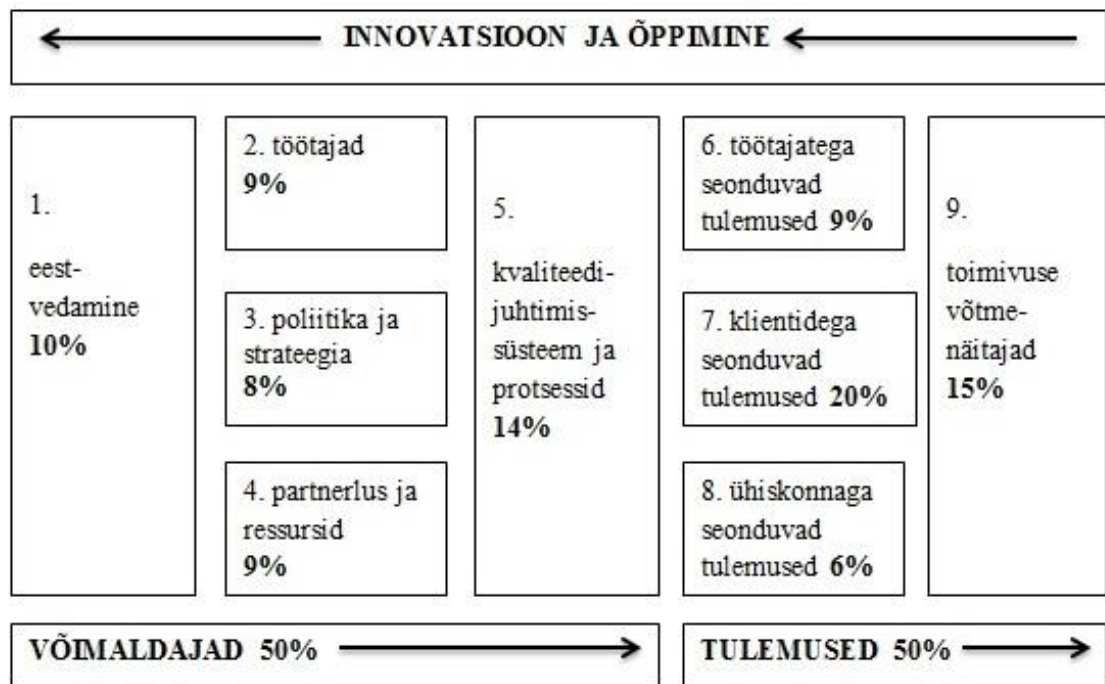 INNOVATSIOON JA ÕPPIMINE
1.
eest-
vedamine
10%
2. töötajad
9%
3. poliitika ja
strateegia
8%
4. partnerlus ja
ressursid
9%
5.
kvaliteedi-
juhtimis-
süsteem ja
protsessid
14%
6. töötajatega
seonduvad
tulemused 9%
7. klientidega
seonduvad
tulemused 20%
8. ühiskonnaga
seonduvad
tulemused 6%
9.
toimivuse
võtme-
näitajad
15%
VÕIMALDAJAD 50%
TULEMUSED 50%